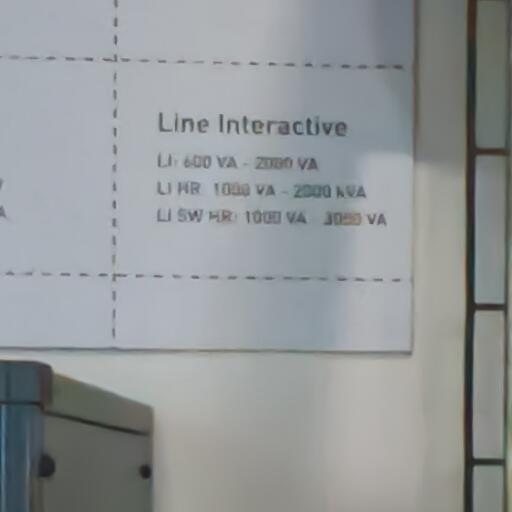 Line Interactive
LI: 600 VA - 2000 VA
LI HR: 1000 VA - 2000 kVA
LI SW HR: 1000 VA - 3000 VA